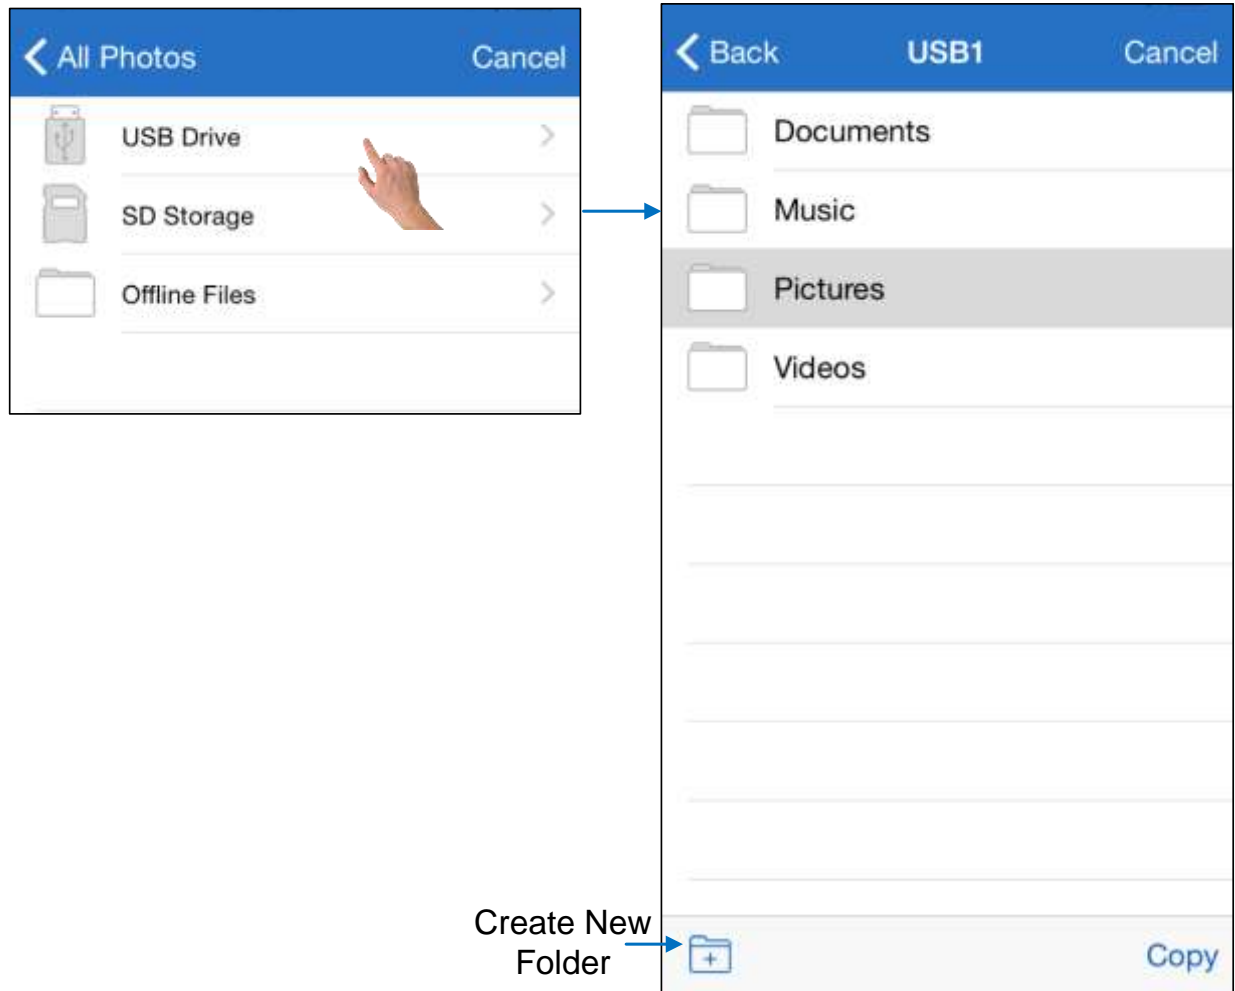 All Photos Cancel
USB Drive
SD Storage
Offline Files
Back USB1 Cancel
Documents
Music
Pictures
Videos
Create New
Folder
Copy